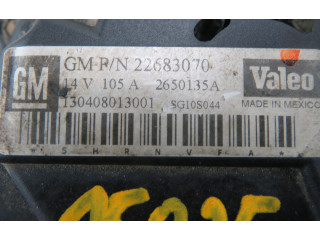 GM
GM P/N 22683070
Valeo
14 V 105 A 2650135A
130408013001 SG10S044 MADE IN MEXICO
* S H R N V F A *